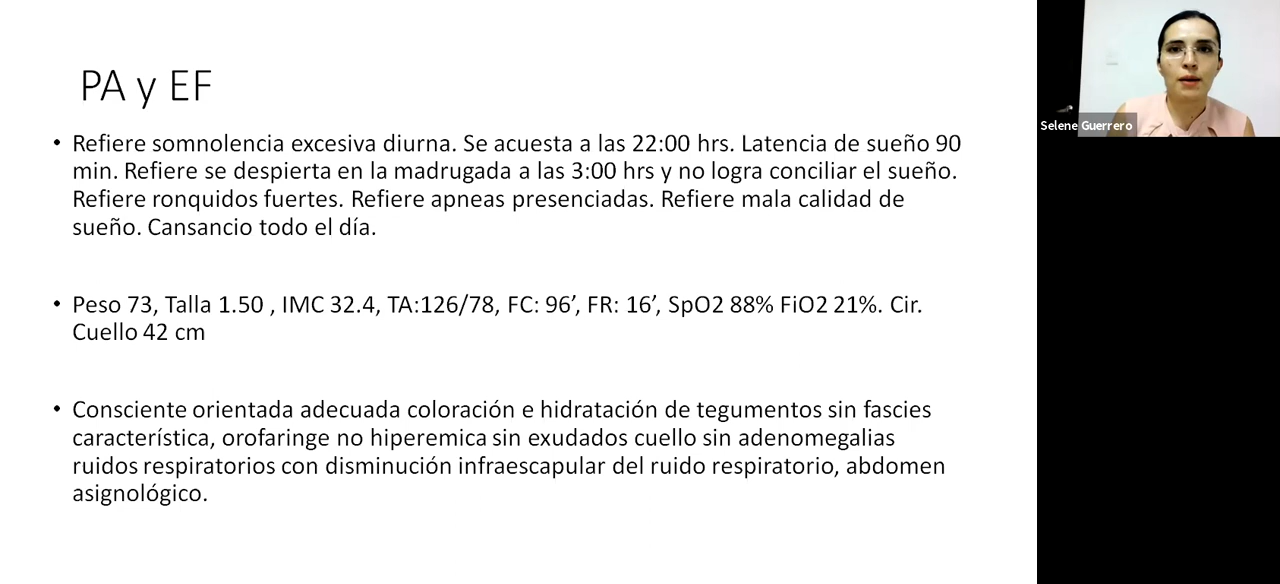 PA y EF
• Refiere somnolencia excesiva diurna. Se acuesta a las 22:00 hrs. Latencia de sueño 90
min. Refiere se despierta en la madrugada a las 3:00 hrs y no logra conciliar el sueño.
Refiere ronquidos fuertes. Refiere apneas presenciadas. Refiere mala calidad de
sueño. Cansancio todo el día.
• Peso 73, Talla 1.50 , IMC 32.4, TA:126/78, FC: 96’, FR: 16’, SpO2 88% FiO2 21%. Cir.
Cuello 42 cm
• Consciente orientada adecuada coloración e hidratación de tegumentos sin fascies
característica, orofaringe no hiperemica sin exudados cuello sin adenomegalias
ruidos respiratorios con disminución infraescapular del ruido respiratorio, abdomen
asignológico.
Selene Guerrero